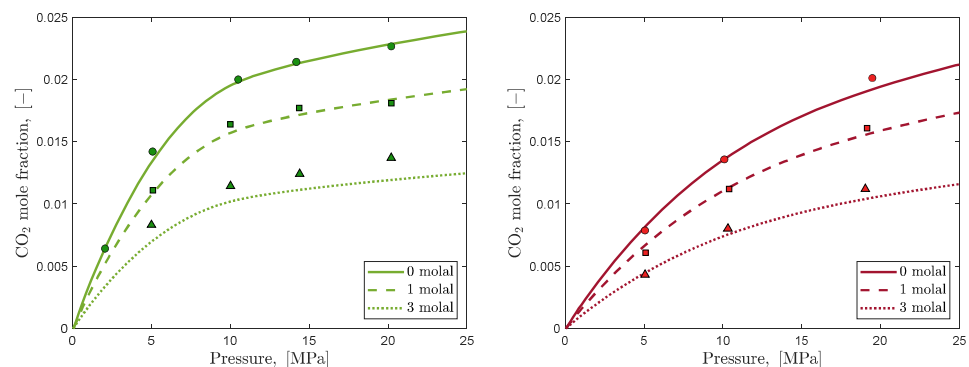 0.025
0.02
0.015
0.01
0.005
0
CO2 mole fraction, [−]
0 molal
1 molal
3 molal
0 5 10 15 20 25
Pressure, [MPa]
0.025
0.02
0.015
0.01
0.005
0
CO2 mole fraction, [−]
0 molal
1 molal
3 molal
0 5 10 15 20 25
Pressure, [MPa]